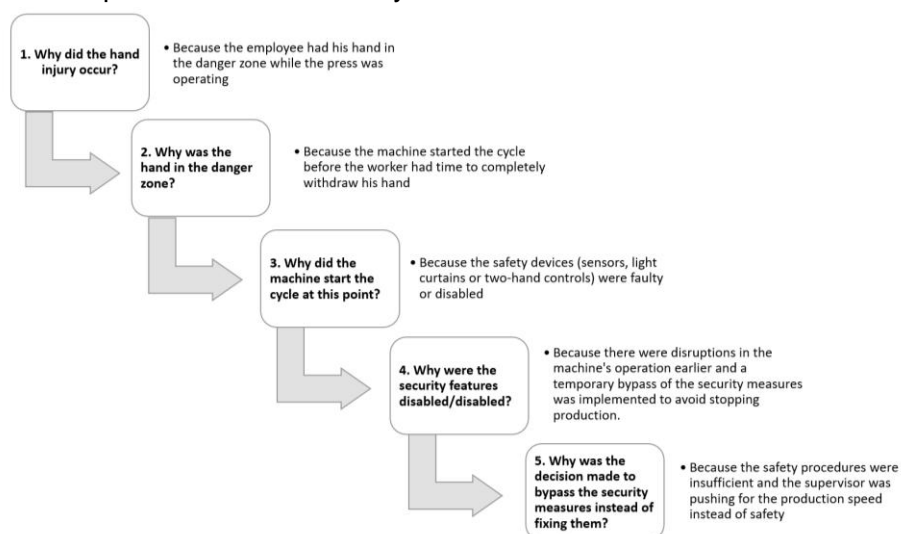 1. Why did the hand
injury occur?
• Because the employee had his hand in
the danger zone while the press was
operating
2. Why was the
hand in the danger
zone?
• Because the machine started the cycle
before the worker had time to completely
withdraw his hand
3. Why did the
machine start the
cycle at this point?
• Because the safety devices (sensors, light
curtains or two-hand controls) were faulty
or disabled
4. Why were the
security features
disabled/disabled?
• Because there were disruptions in the
machine's operation earlier and a
temporary bypass of the security measures
was implemented to avoid stopping
production.
5. Why was the
decision made to
bypass the security
measures instead of
fixing them?
• Because the safety procedures were
insufficient and the supervisor was
pushing for the production speed
instead of safety